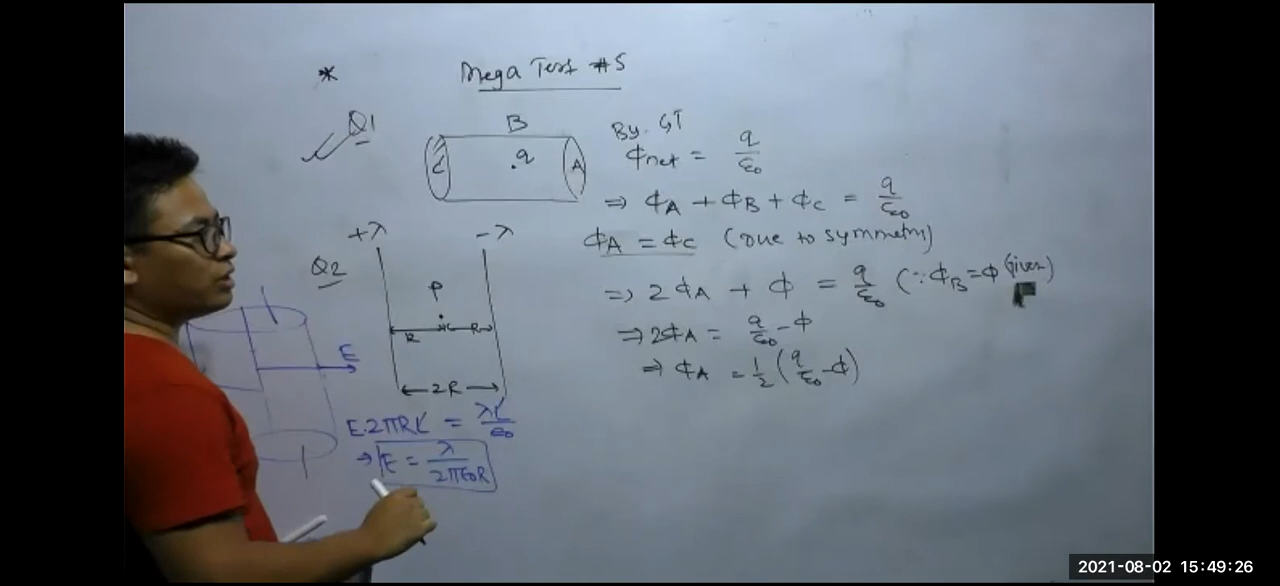 * Mega Test #5
Q1
B
C
.q
A
By. GT
ϕnet = q/ε0
⇒ ϕA + ϕB + ϕC = q/ε0
ϕA = ϕC (Due to symmetry)
⇒ 2ϕA + ϕ = q/ε0 (∵ ϕB = ϕ (given)
⇒ 2ϕA = q/ε0 - ϕ
⇒ ϕA = 1/2 (q/ε0 - ϕ)
Q2
+λ
-λ
P
R
R
2R
E
E.2πRL = λL/ε0
⇒ E = λ/2πε0R
2021-08-02 15:49:26